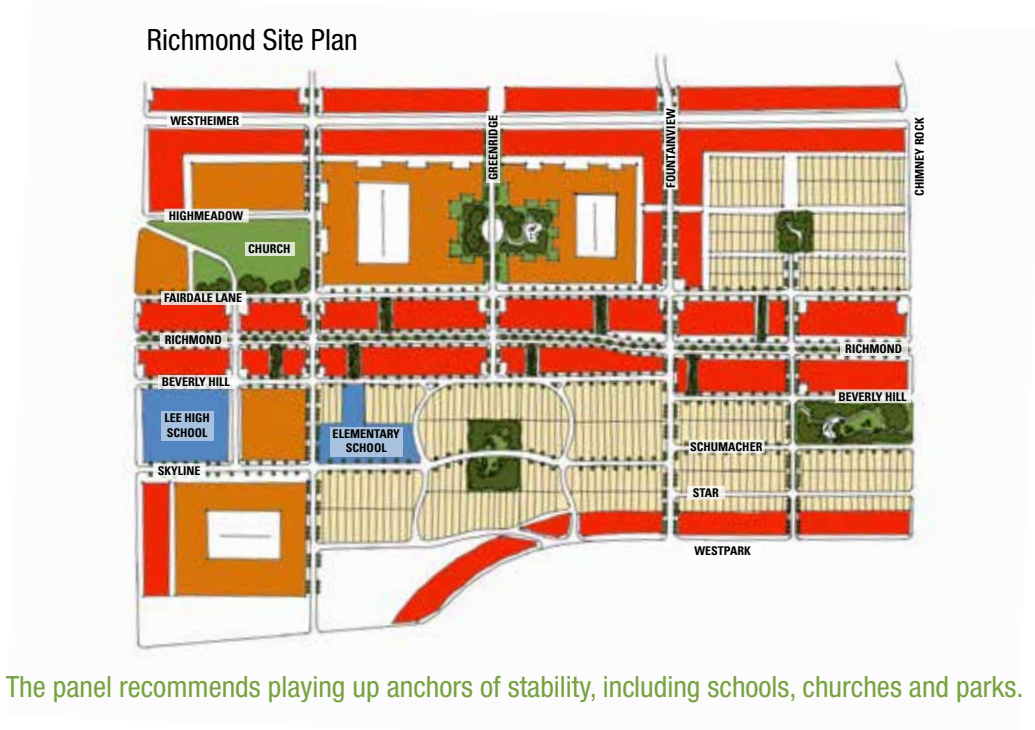 Richmond Site Plan
WESTHEIMER
GREENRIDGE
FOUNTAINVIEW
CHIMNEY ROCK
HIGHMEADOW
CHURCH
FAIRDALE LANE
RICHMOND
RICHMOND
BEVERLY HILL
BEVERLY HILL
LEE HIGH
SCHOOL
ELEMENTARY
SCHOOL
SCHUMACHER
SKYLINE
STAR
WESTPARK
The panel recommends playing up anchors of stability, including schools, churches and parks.